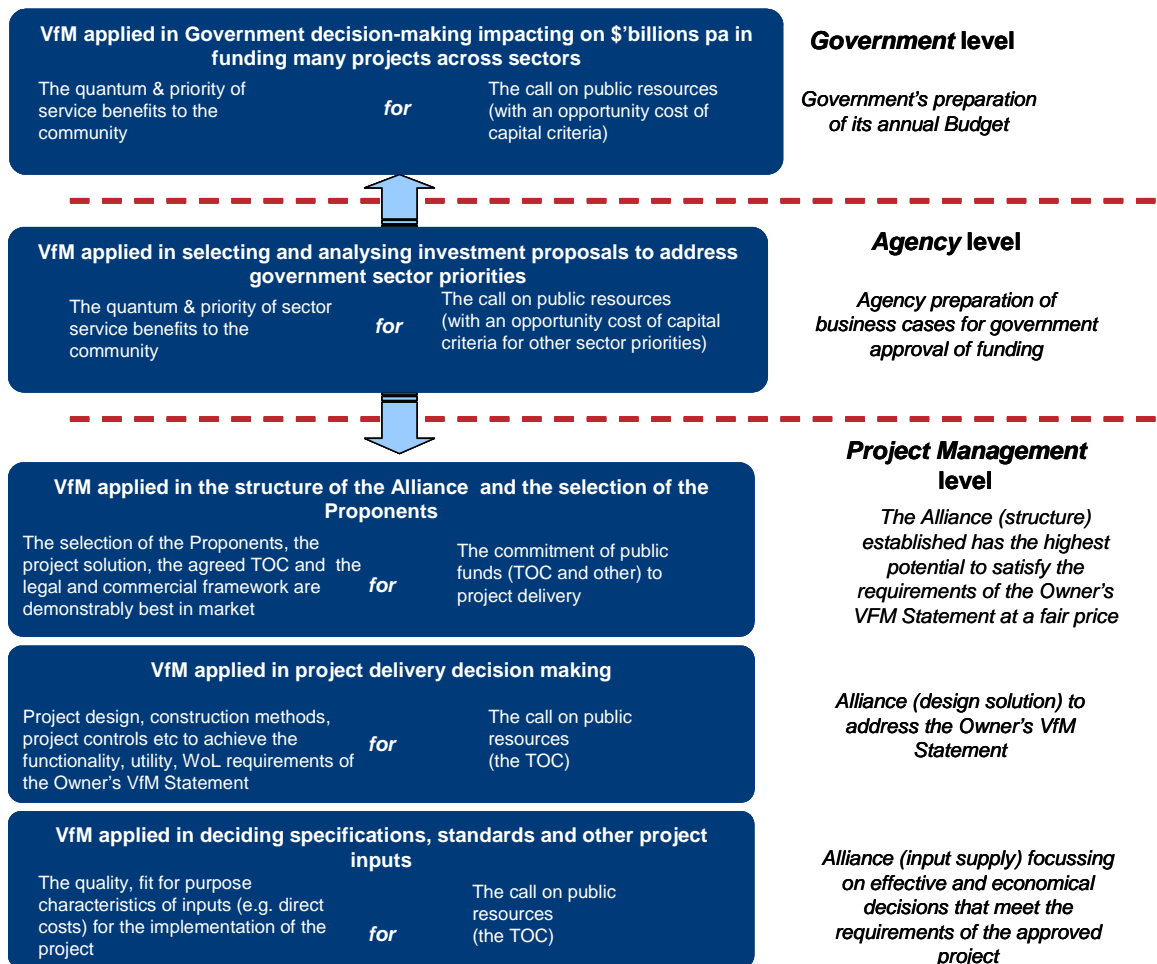 VfM applied in Government decision-making impacting on $'billions pa in
funding many projects across sectors
The quantum & priority of
service benefits to the
community
for
The call on public resources
(with an opportunity cost of
capital criteria)
Government level
Government's preparation
of its annual Budget
VfM applied in selecting and analysing investment proposals to address
government sector priorities
The quantum & priority of sector
service benefits to the
community
for
The call on public resources
(with an opportunity cost of capital
criteria for other sector priorities)
Agency level
Agency preparation of
business cases for government
approval of funding
Project Management
level
VfM applied in the structure of the Alliance and the selection of the
Proponents
The selection of the Proponents, the
project solution, the agreed TOC and the
legal and commercial framework are
demonstrably best in market
for
The commitment of public
funds (TOC and other) to
project delivery
The Alliance (structure)
established has the highest
potential to satisfy the
requirements of the Owner's
VFM Statement at a fair price
VfM applied in project delivery decision making
Project design, construction methods,
project controls etc to achieve the
functionality, utility, WoL requirements of
the Owner's VfM Statement
for
The call on public
resources
(the TOC)
Alliance (design solution) to
address the Owner's VfM
Statement
VfM applied in deciding specifications, standards and other project
inputs
The quality, fit for purpose
characteristics of inputs (e.g. direct
costs) for the implementation of the
project
for
The call on public
resources
(the TOC)
Alliance (input supply) focussing
on effective and economical
decisions that meet the
requirements of the approved
project